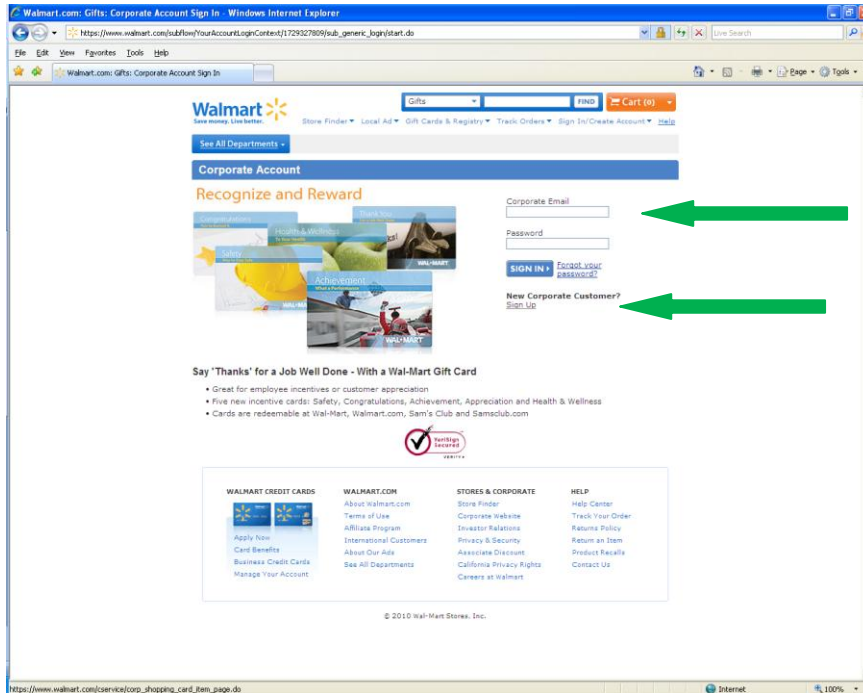 Walmart.com: Gifts: Corporate Account Sign In - Windows Internet Explorer
https://www.walmart.com/subflow/YourAccountLoginContext/1729327809/sub_generic_login/start.do
Live Search
File Edit View Favorites Tools Help
Walmart.com: Gifts: Corporate Account Sign In
Page Tools
Walmart
Save money. Live better.
Gifts FIND Cart (0)
Store Finder Local Ad Gift Cards & Registry Track Orders Sign In/Create Account Help
See All Departments
Corporate Account
Recognize and Reward
Congratulations
Thank You
Health & Wellness
Safety
WAL-MART
Achievement
WAL-MART
Corporate Email
Password
SIGN IN
Forgot your password?
New Corporate Customer?
Sign Up
Say 'Thanks' for a Job Well Done - With a Wal-Mart Gift Card
• Great for employee incentives or customer appreciation
• Five new incentive cards: Safety, Congratulations, Achievement, Appreciation and Health & Wellness
• Cards are redeemable at Wal-Mart, Walmart.com, Sam's Club and Samsclub.com
VeriSign
Secured
VERIFY
WALMART CREDIT CARDS
Apply Now
Card Benefits
Business Credit Cards
Manage Your Account
WALMART.COM
About Walmart.com
Terms of Use
Affiliate Program
International Customers
About Our Ads
See All Departments
STORES & CORPORATE
Store Finder
Corporate Website
Investor Relations
Privacy & Security
Associate Discount
California Privacy Rights
Careers at Walmart
HELP
Help Center
Track Your Order
Returns Policy
Return an Item
Product Recalls
Contact Us
© 2010 Wal-Mart Stores, Inc.
https://www.walmart.com/cservice/corp_shopping_card_item_page.do
Internet 100%